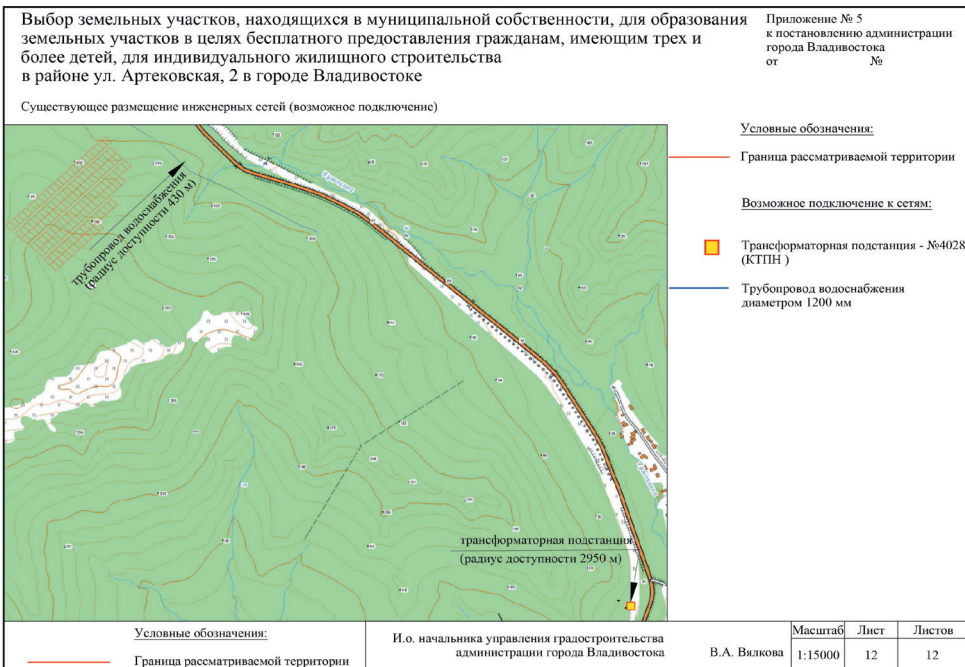 Выбор земельных участков, находящихся в муниципальной собственности, для образования
земельных участков в целях бесплатного предоставления гражданам, имеющим трех и
более детей, для индивидуального жилищного строительства
в районе ул. Артековская, 2 в городе Владивостоке
Приложение № 5
к постановлению администрации
города Владивостока
от №
Существующее размещение инженерных сетей (возможное подключение)
Условные обозначения:
Граница рассматриваемой территории
Возможное подключение к сетям:
Трансформаторная подстанция - №4028
(КТПН )
Трубопровод водоснабжения
диаметром 1200 мм
трубопровод водоснабжения
(радиус доступности 430 м)
трансформаторная подстанция
(радиус доступности 2950 м)
Условные обозначения:
Граница рассматриваемой территории
И.о. начальника управления градостроительства
администрации города Владивостока
В.А. Вялкова
Масштаб Лист Листов
1:15000 12 12